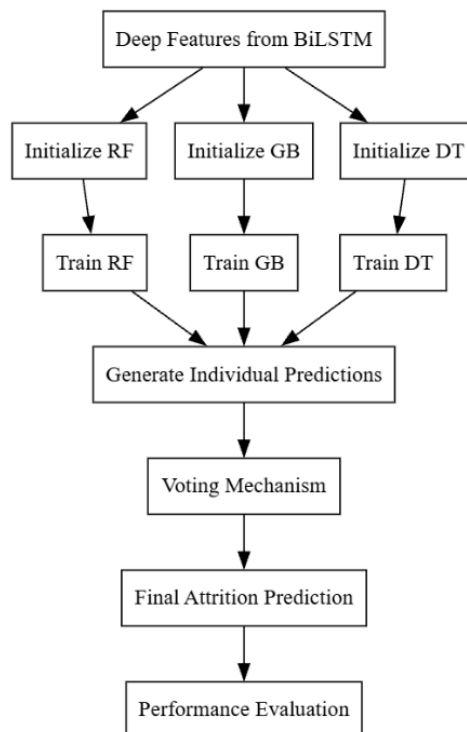 Deep Features from BiLSTM
Initialize RF
Initialize GB
Initialize DT
Train RF
Train GB
Train DT
Generate Individual Predictions
Voting Mechanism
Final Attrition Prediction
Performance Evaluation